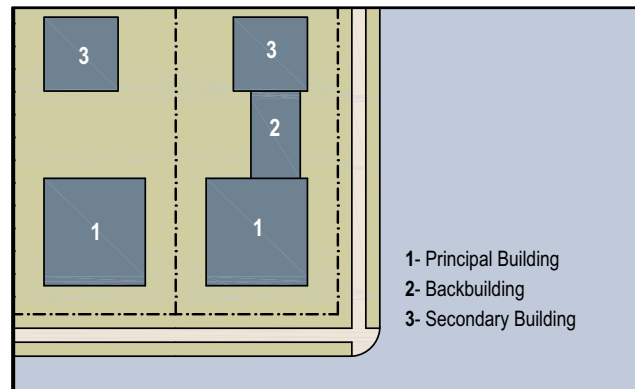 3
3
2
1
1
1- Principal Building
2- Backbuilding
3- Secondary Building